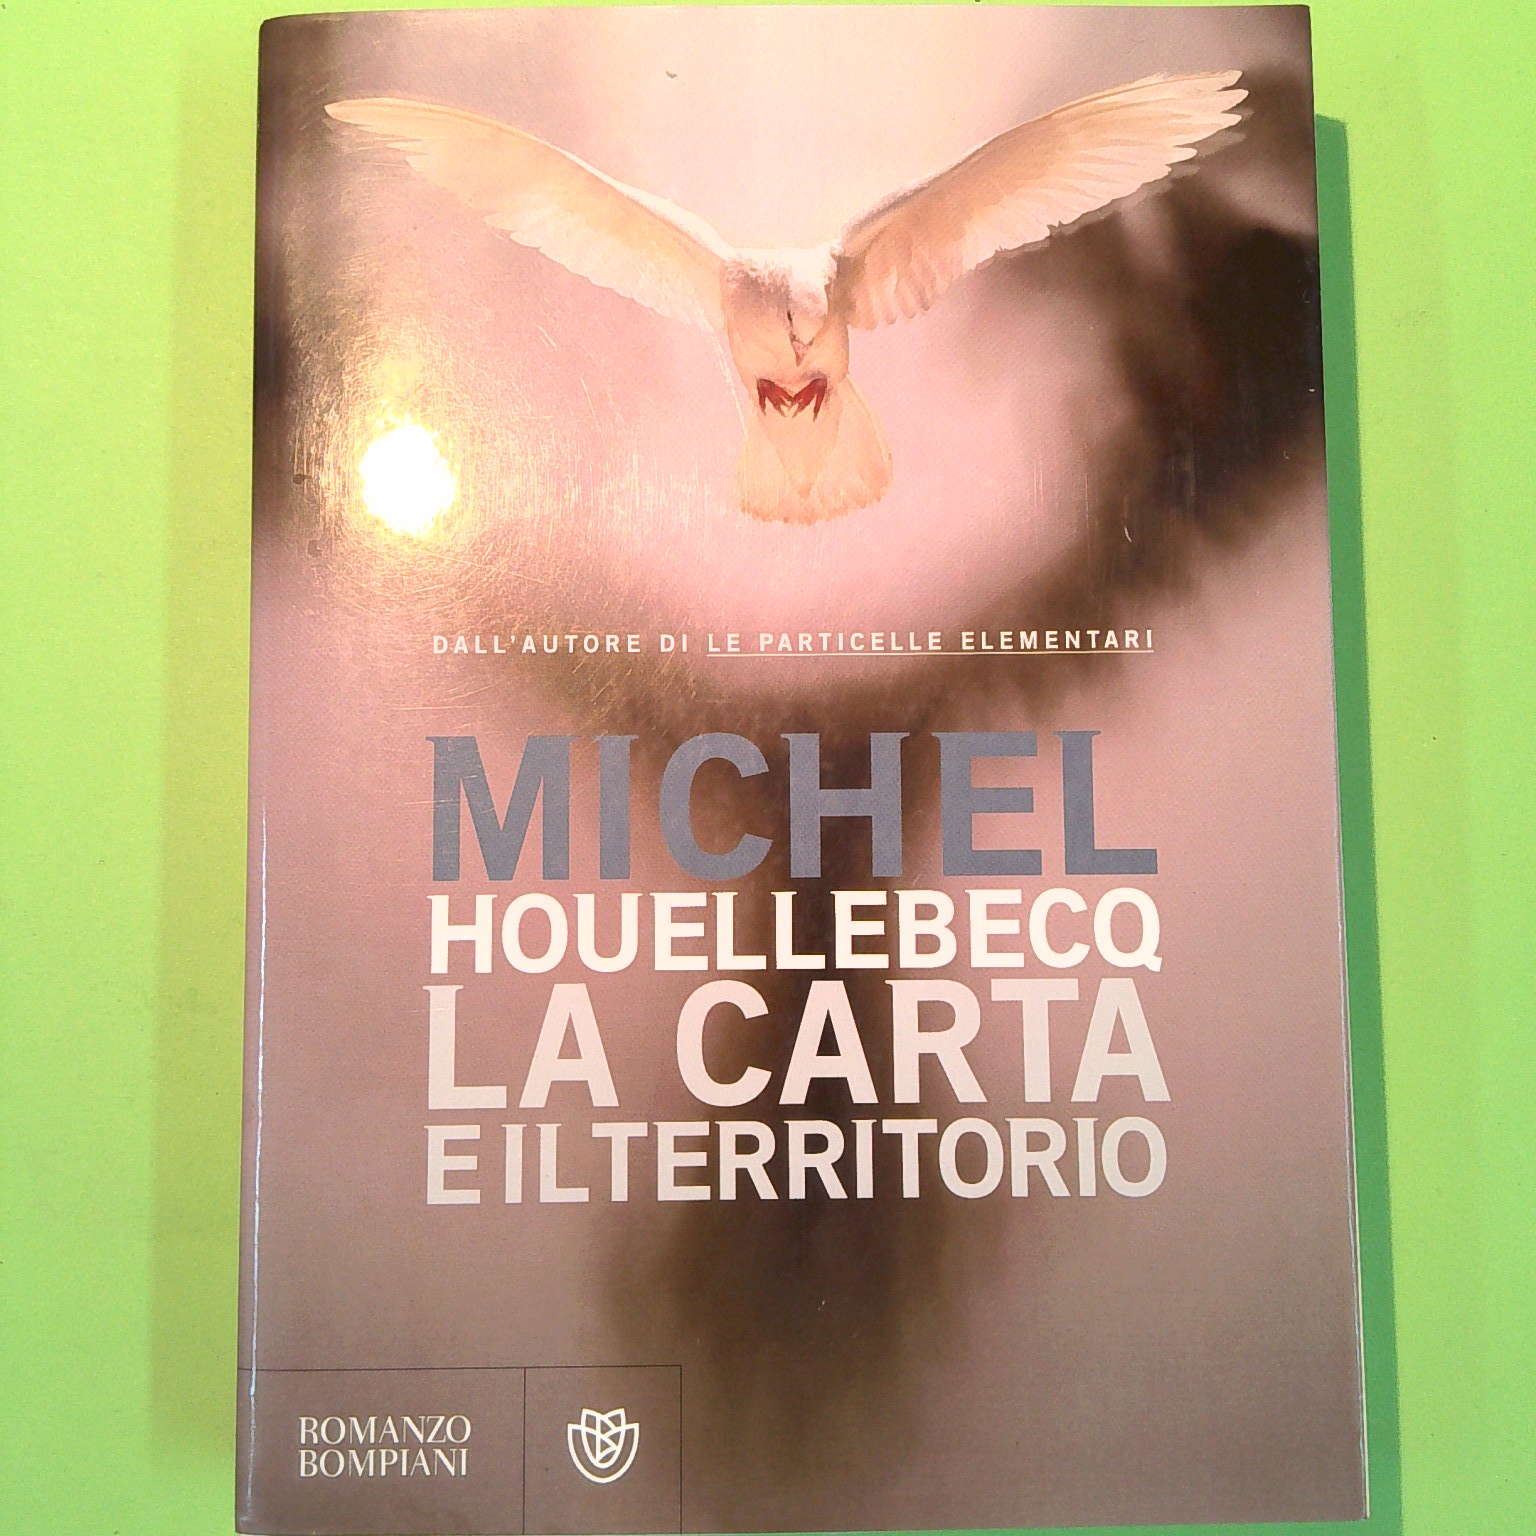 DALL'AUTORE DI LE PARTICELLE ELEMENTARI
MICHEL
HOUELLEBECQ
LA CARTA
E IL TERRITORIO
ROMANZO
BOMPIANI